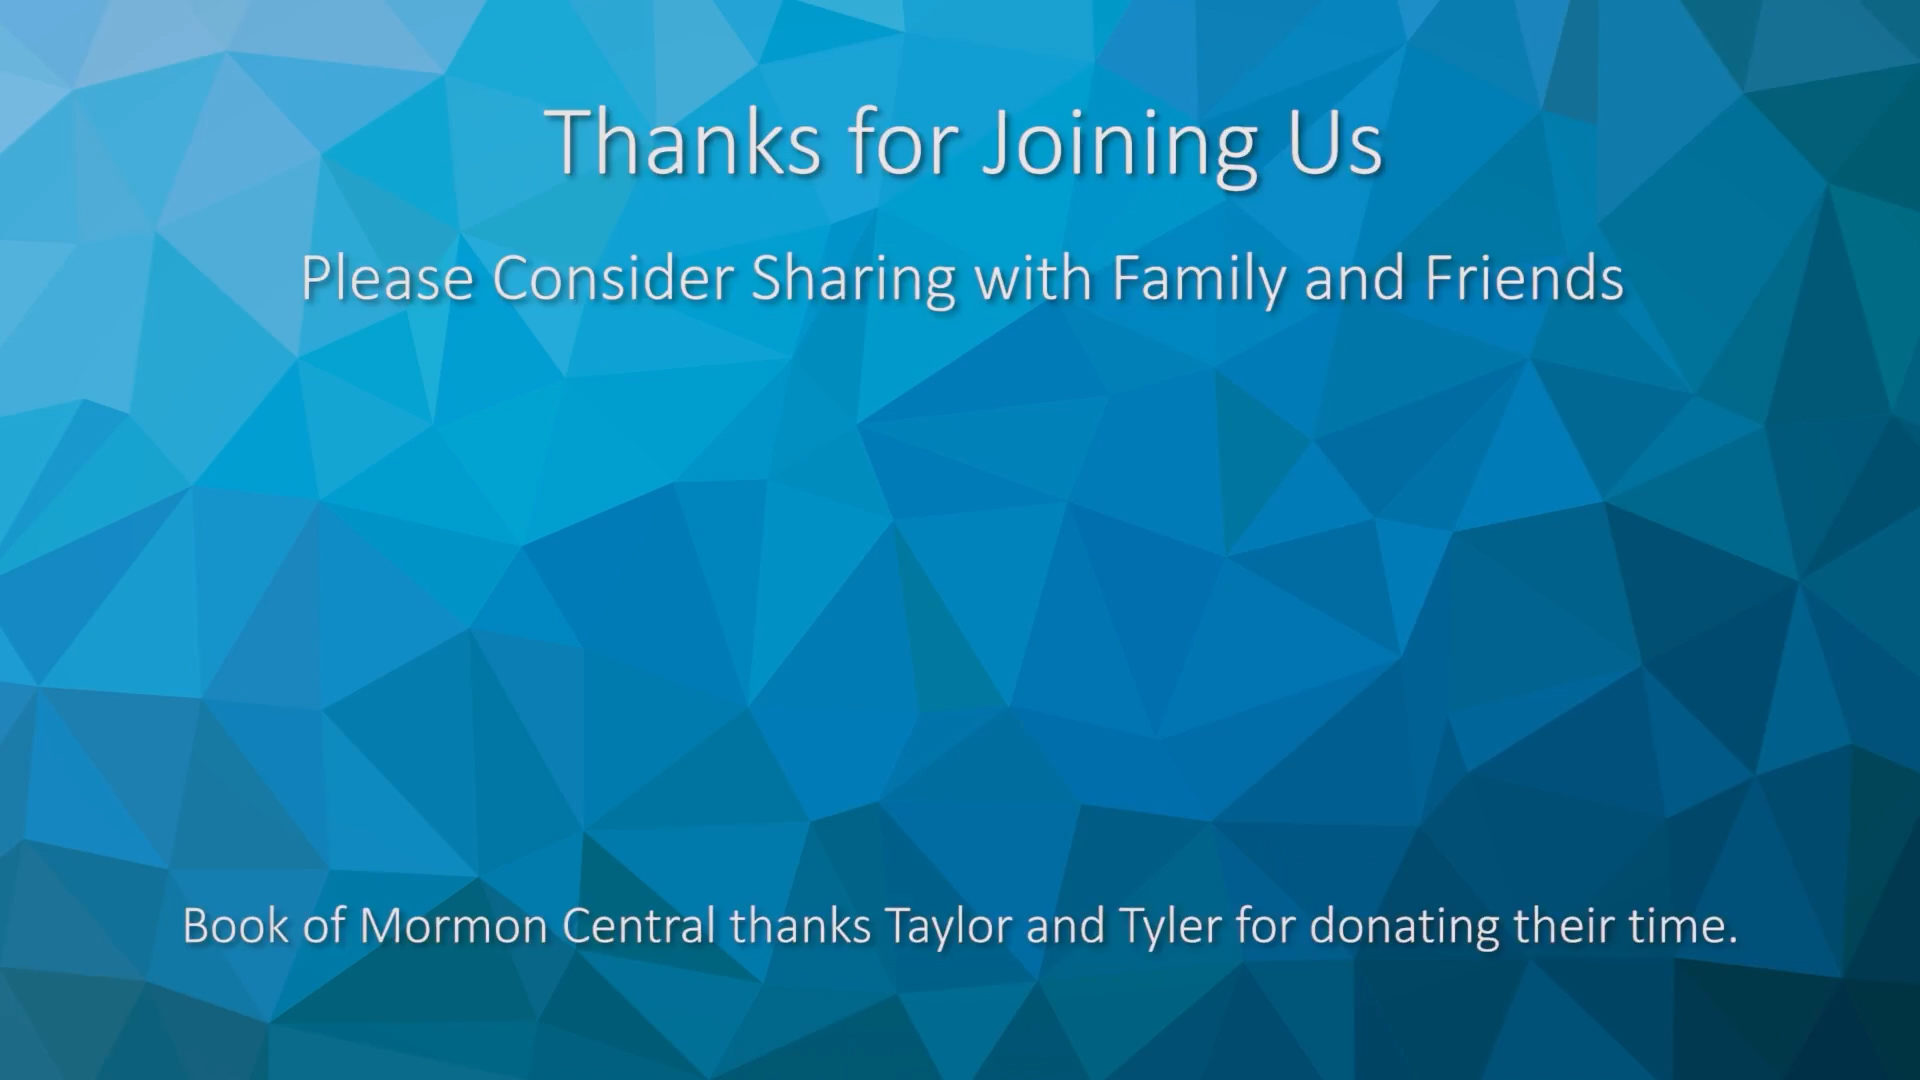 Thanks for Joining Us
Please Consider Sharing with Family and Friends
Book of Mormon Central thanks Taylor and Tyler for donating their time.